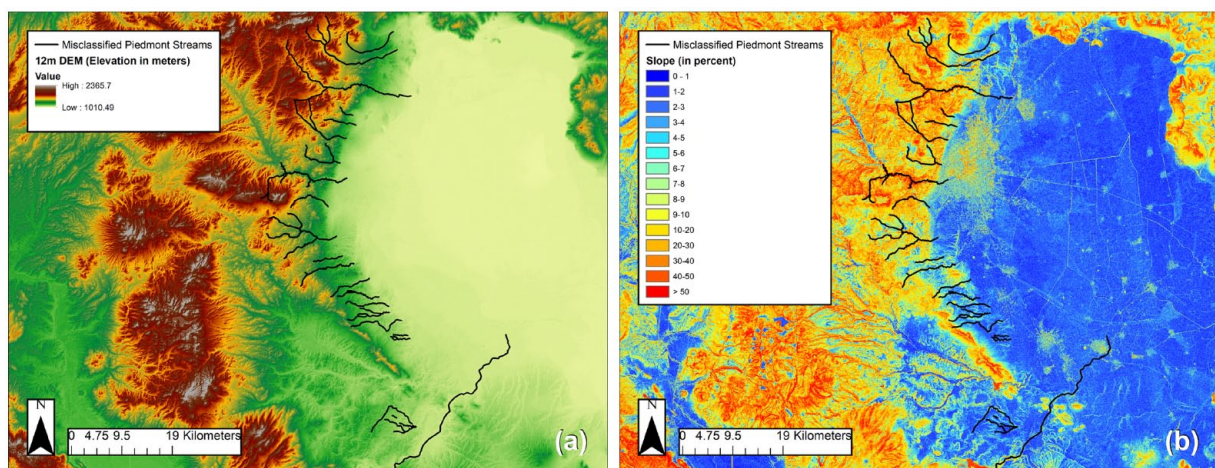 Misclassified Piedmont Streams
12m DEM (Elevation in meters)
Value
High : 2365.7
Low : 1010.49
N
0 4.75 9.5 19 Kilometers
(a)
Misclassified Piedmont Streams
Slope (in percent)
0 - 1
1-2
2-3
3-4
4-5
5-6
6-7
7-8
8-9
9-10
10-20
20-30
30-40
40-50
> 50
N
0 4.75 9.5 19 Kilometers
(b)